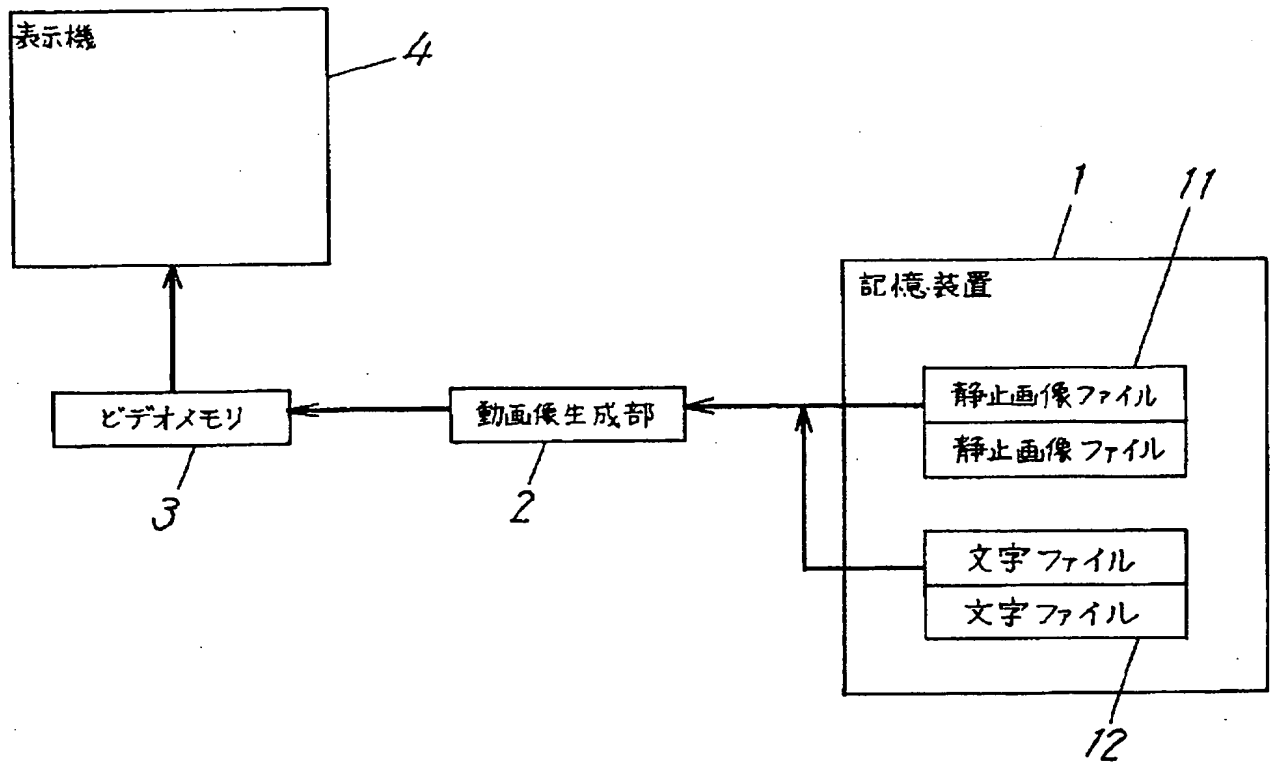 表示機
4
1
11
記憶装置
静止画像ファイル
静止画像ファイル
ビデオメモリ
動画像生成部
3
2
文字ファイル
文字ファイル
12